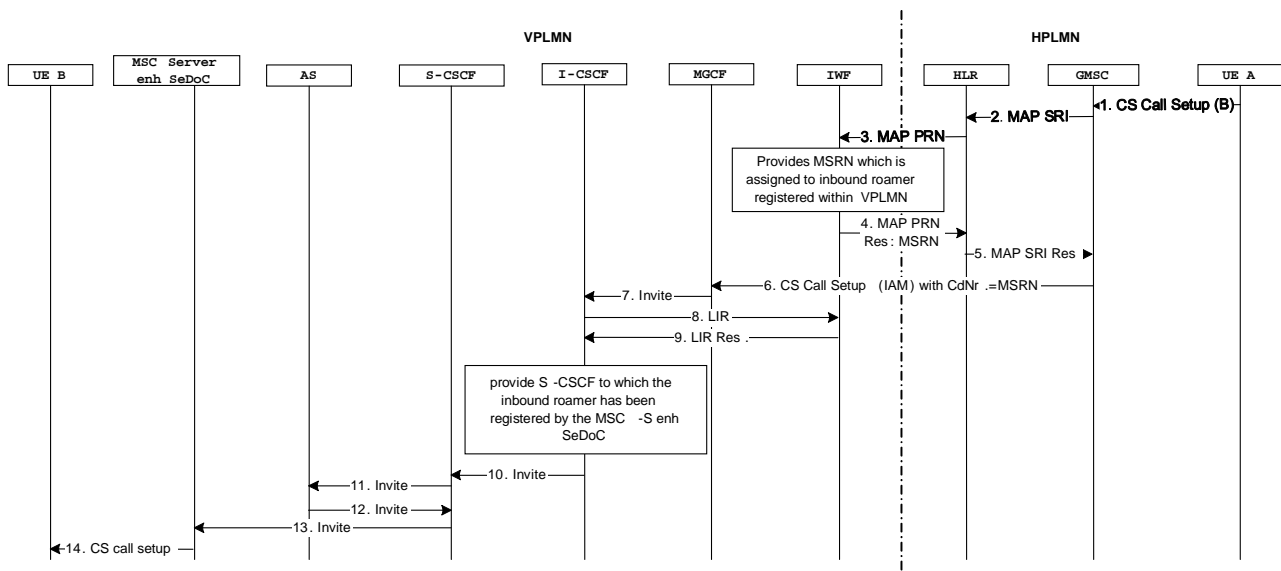 VPLMN
HPLMN
UE B
MSC Server
enh SeDoC
AS
S-CSCF
I-CSCF
MGCF
IWF
HLR
GMSC
UE A
1. CS Call Setup (B)
2. MAP SRI
3. MAP PRN
Provides MSRN which is
assigned to inbound roamer
registered within VPLMN
4. MAP PRN
Res: MSRN
5. MAP SRI Res
6. CS Call Setup (IAM) with CdNr .=MSRN
7. Invite
8. LIR
9. LIR Res .
provide S -CSCF to which the
inbound roamer has been
registered by the MSC -S enh
SeDoC
10. Invite
11. Invite
12. Invite
13. Invite
14. CS call setup